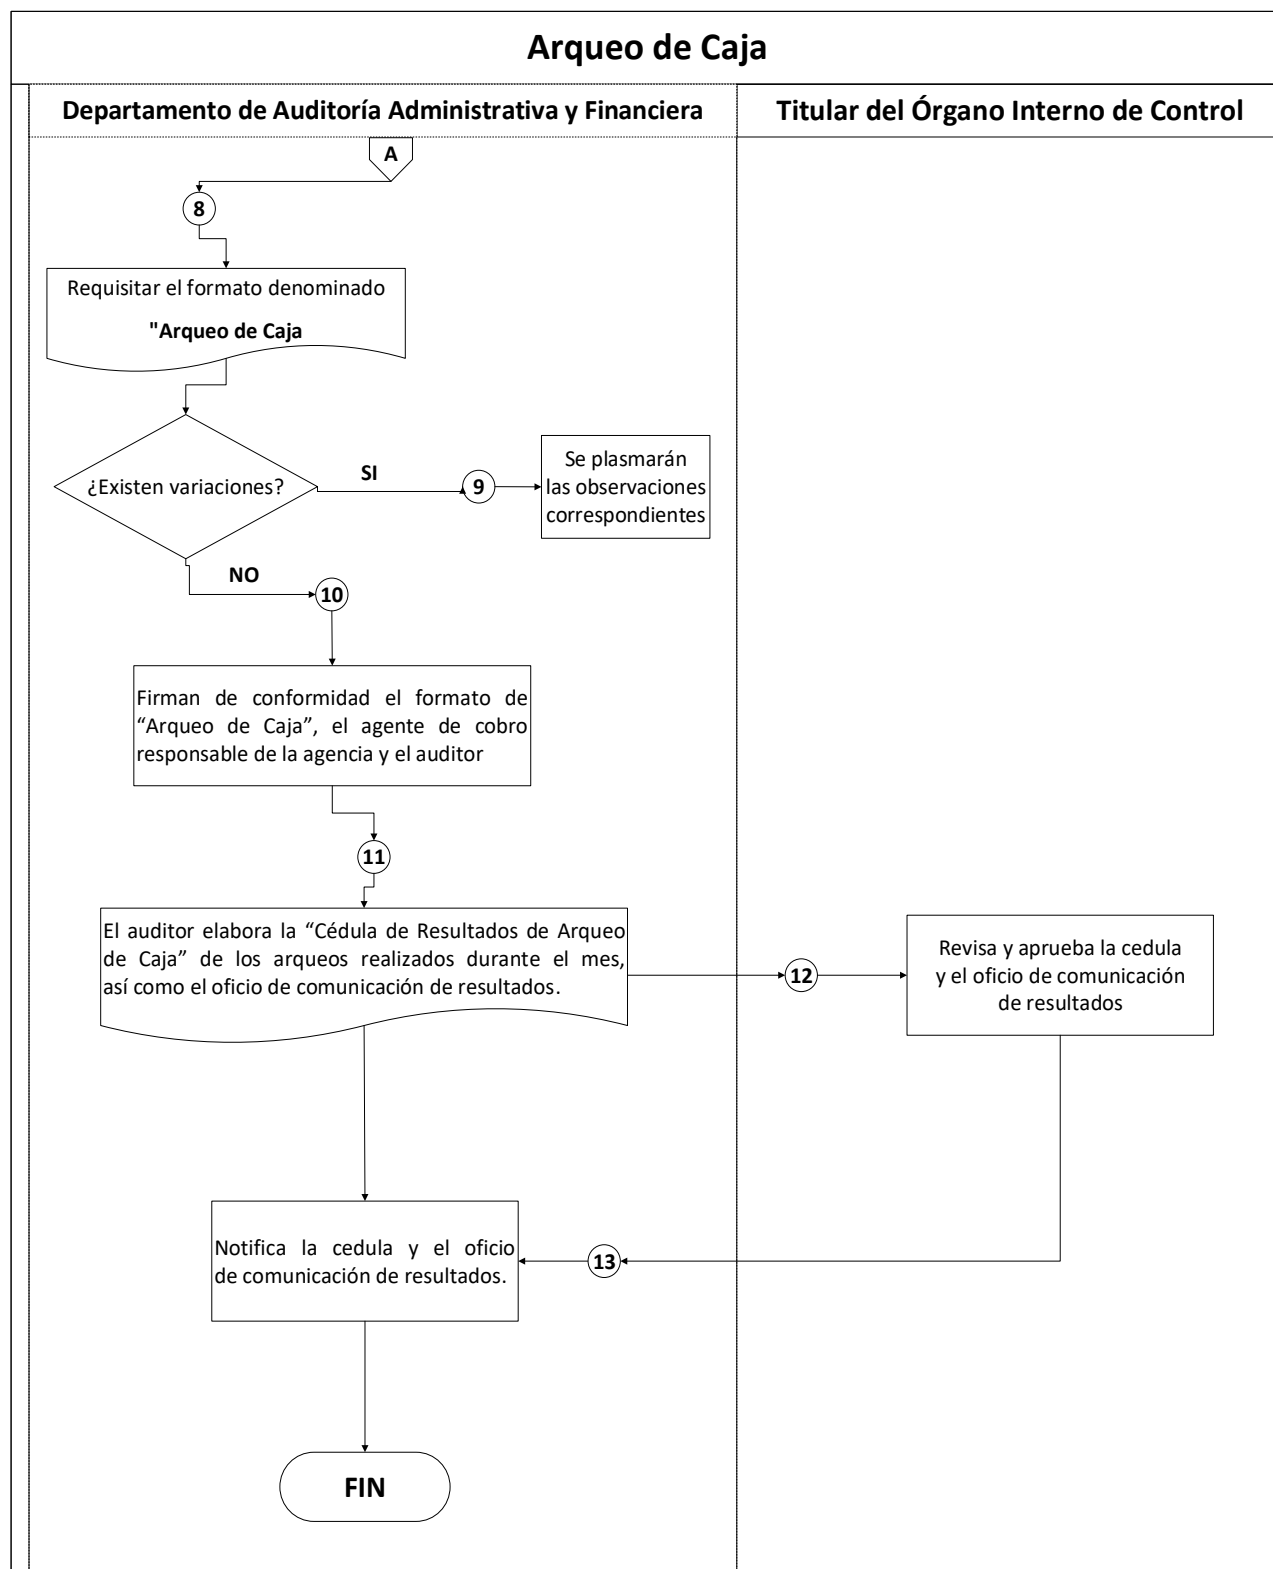 Arqueo de Caja
Departamento de Auditoría Administrativa y Financiera
Titular del Órgano Interno de Control
A
8
Requisitar el formato denominado
"Arqueo de Caja
¿Existen variaciones?
SI
9
Se plasmarán
las observaciones
correspondientes
NO
10
Firman de conformidad el formato de
“Arqueo de Caja”, el agente de cobro
responsable de la agencia y el auditor
11
El auditor elabora la “Cédula de Resultados de Arqueo
de Caja” de los arqueos realizados durante el mes,
así como el oficio de comunicación de resultados.
12
Revisa y aprueba la cedula
y el oficio de comunicación
de resultados
Notifica la cedula y el oficio
de comunicación de resultados.
13
FIN